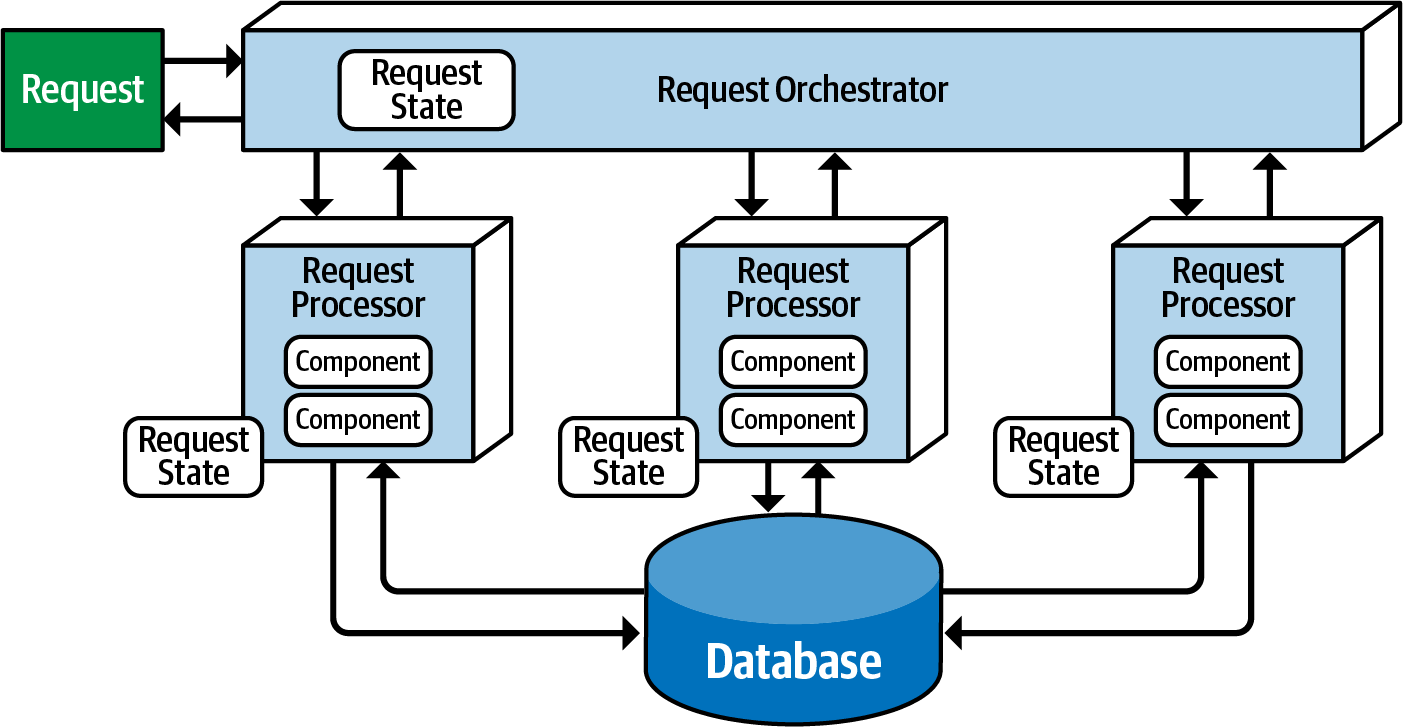 Request
Request
State
Request Orchestrator
Request
Processor
Component
Component
Request
State
Request
Processor
Component
Component
Request
State
Request
Processor
Component
Component
Request
State
Database